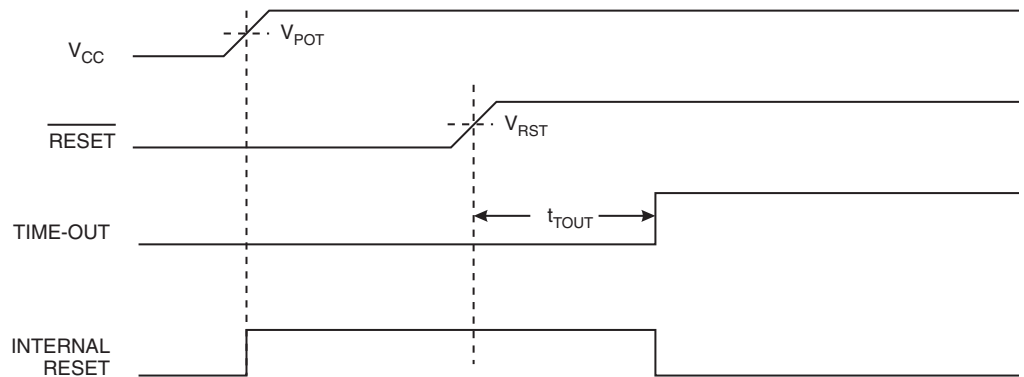 VPOT
VCC
RESET
VRST
tTOUT
TIME-OUT
INTERNAL
RESET